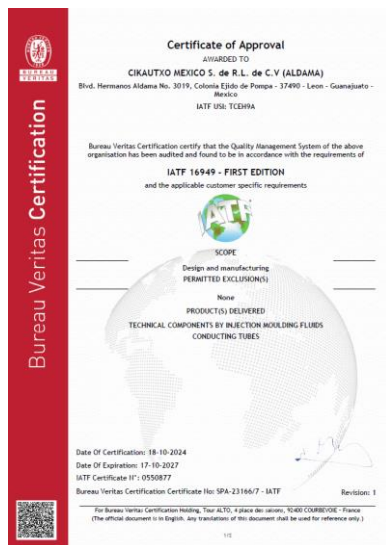 BUREAU
VERITAS
Bureau Veritas Certification
Certificate of Approval
AWARDED TO
CIKAUTXO MEXICO S. de R.L. de C.V (ALDAMA)
Blvd. Hermanos Aldama No. 3019, Colonia Ejido de Pompa - 37490 - Leon - Guanajuato -
Mexico
IATF USI: TCEH9A
Bureau Veritas Certification certify that the Quality Management System of the above
organisation has been audited and found to be in accordance with the requirements of
IATF 16949 - FIRST EDITION
and the applicable customer specific requirements
IATF
SCOPE
Design and manufacturing
PERMITTED EXCLUSION(S)
None
PRODUCT(S) DELIVERED
TECHNICAL COMPONENTS BY INJECTION MOULDING FLUIDS
CONDUCTING TUBES
Date Of Certification: 18-10-2024
Date Of Expiration: 17-10-2027
IATF Certificate N°: 0550877
Bureau Veritas Certification Certificate No: SPA-23166/7 - IATF
Revision: 1
For Bureau Veritas Certification Holding, Tour ALTO, 4 place des saisons, 92400 COURBEVOIE - France
(The official document is in English. Any translations of this document shall be used for reference only.)